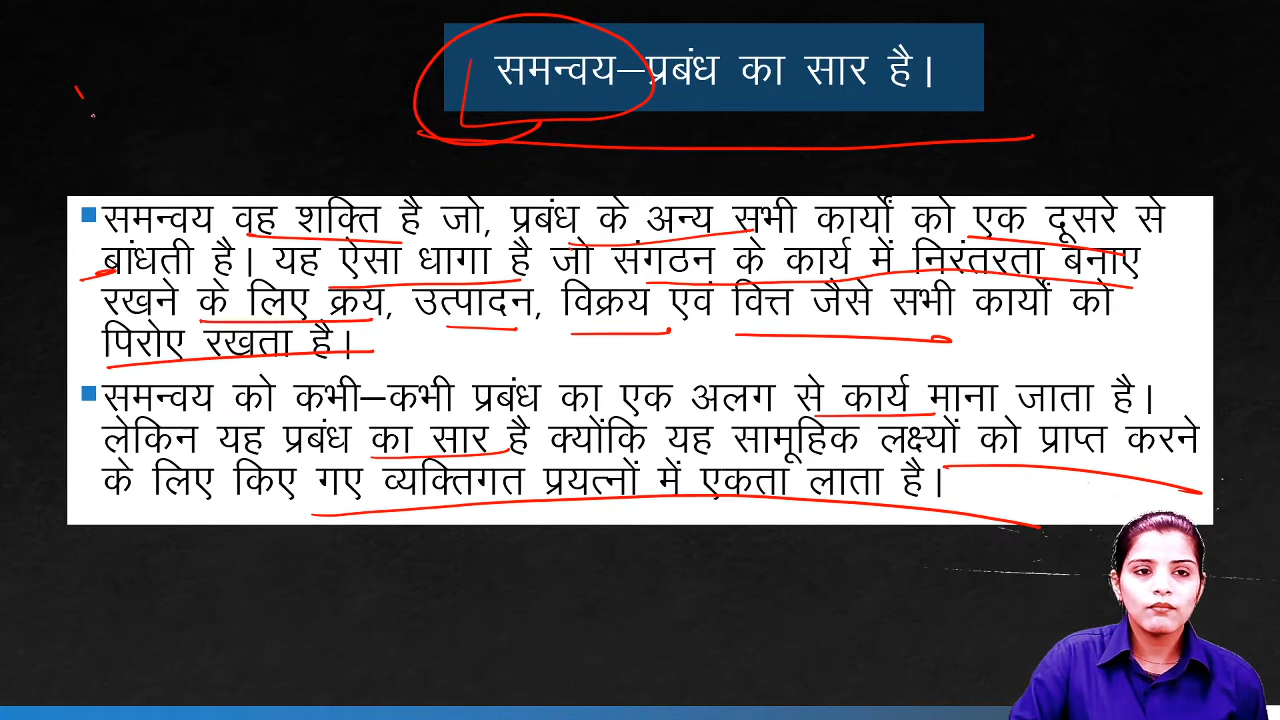 समन्वय–प्रबंध का सार है।
समन्वय वह शक्ति है जो, प्रबंध के अन्य सभी कार्यों को एक दूसरे से
बांधती है। यह ऐसा धागा है जो संगठन के कार्य में निरंतरता बनाए
रखने के लिए क्रय, उत्पादन, विक्रय एवं वित्त जैसे सभी कार्यों को
पिरोए रखता है।
समन्वय को कभी–कभी प्रबंध का एक अलग से कार्य माना जाता है।
लेकिन यह प्रबंध का सार है क्योंकि यह सामूहिक लक्ष्यों को प्राप्त करने
के लिए किए गए व्यक्तिगत प्रयत्नों में एकता लाता है।